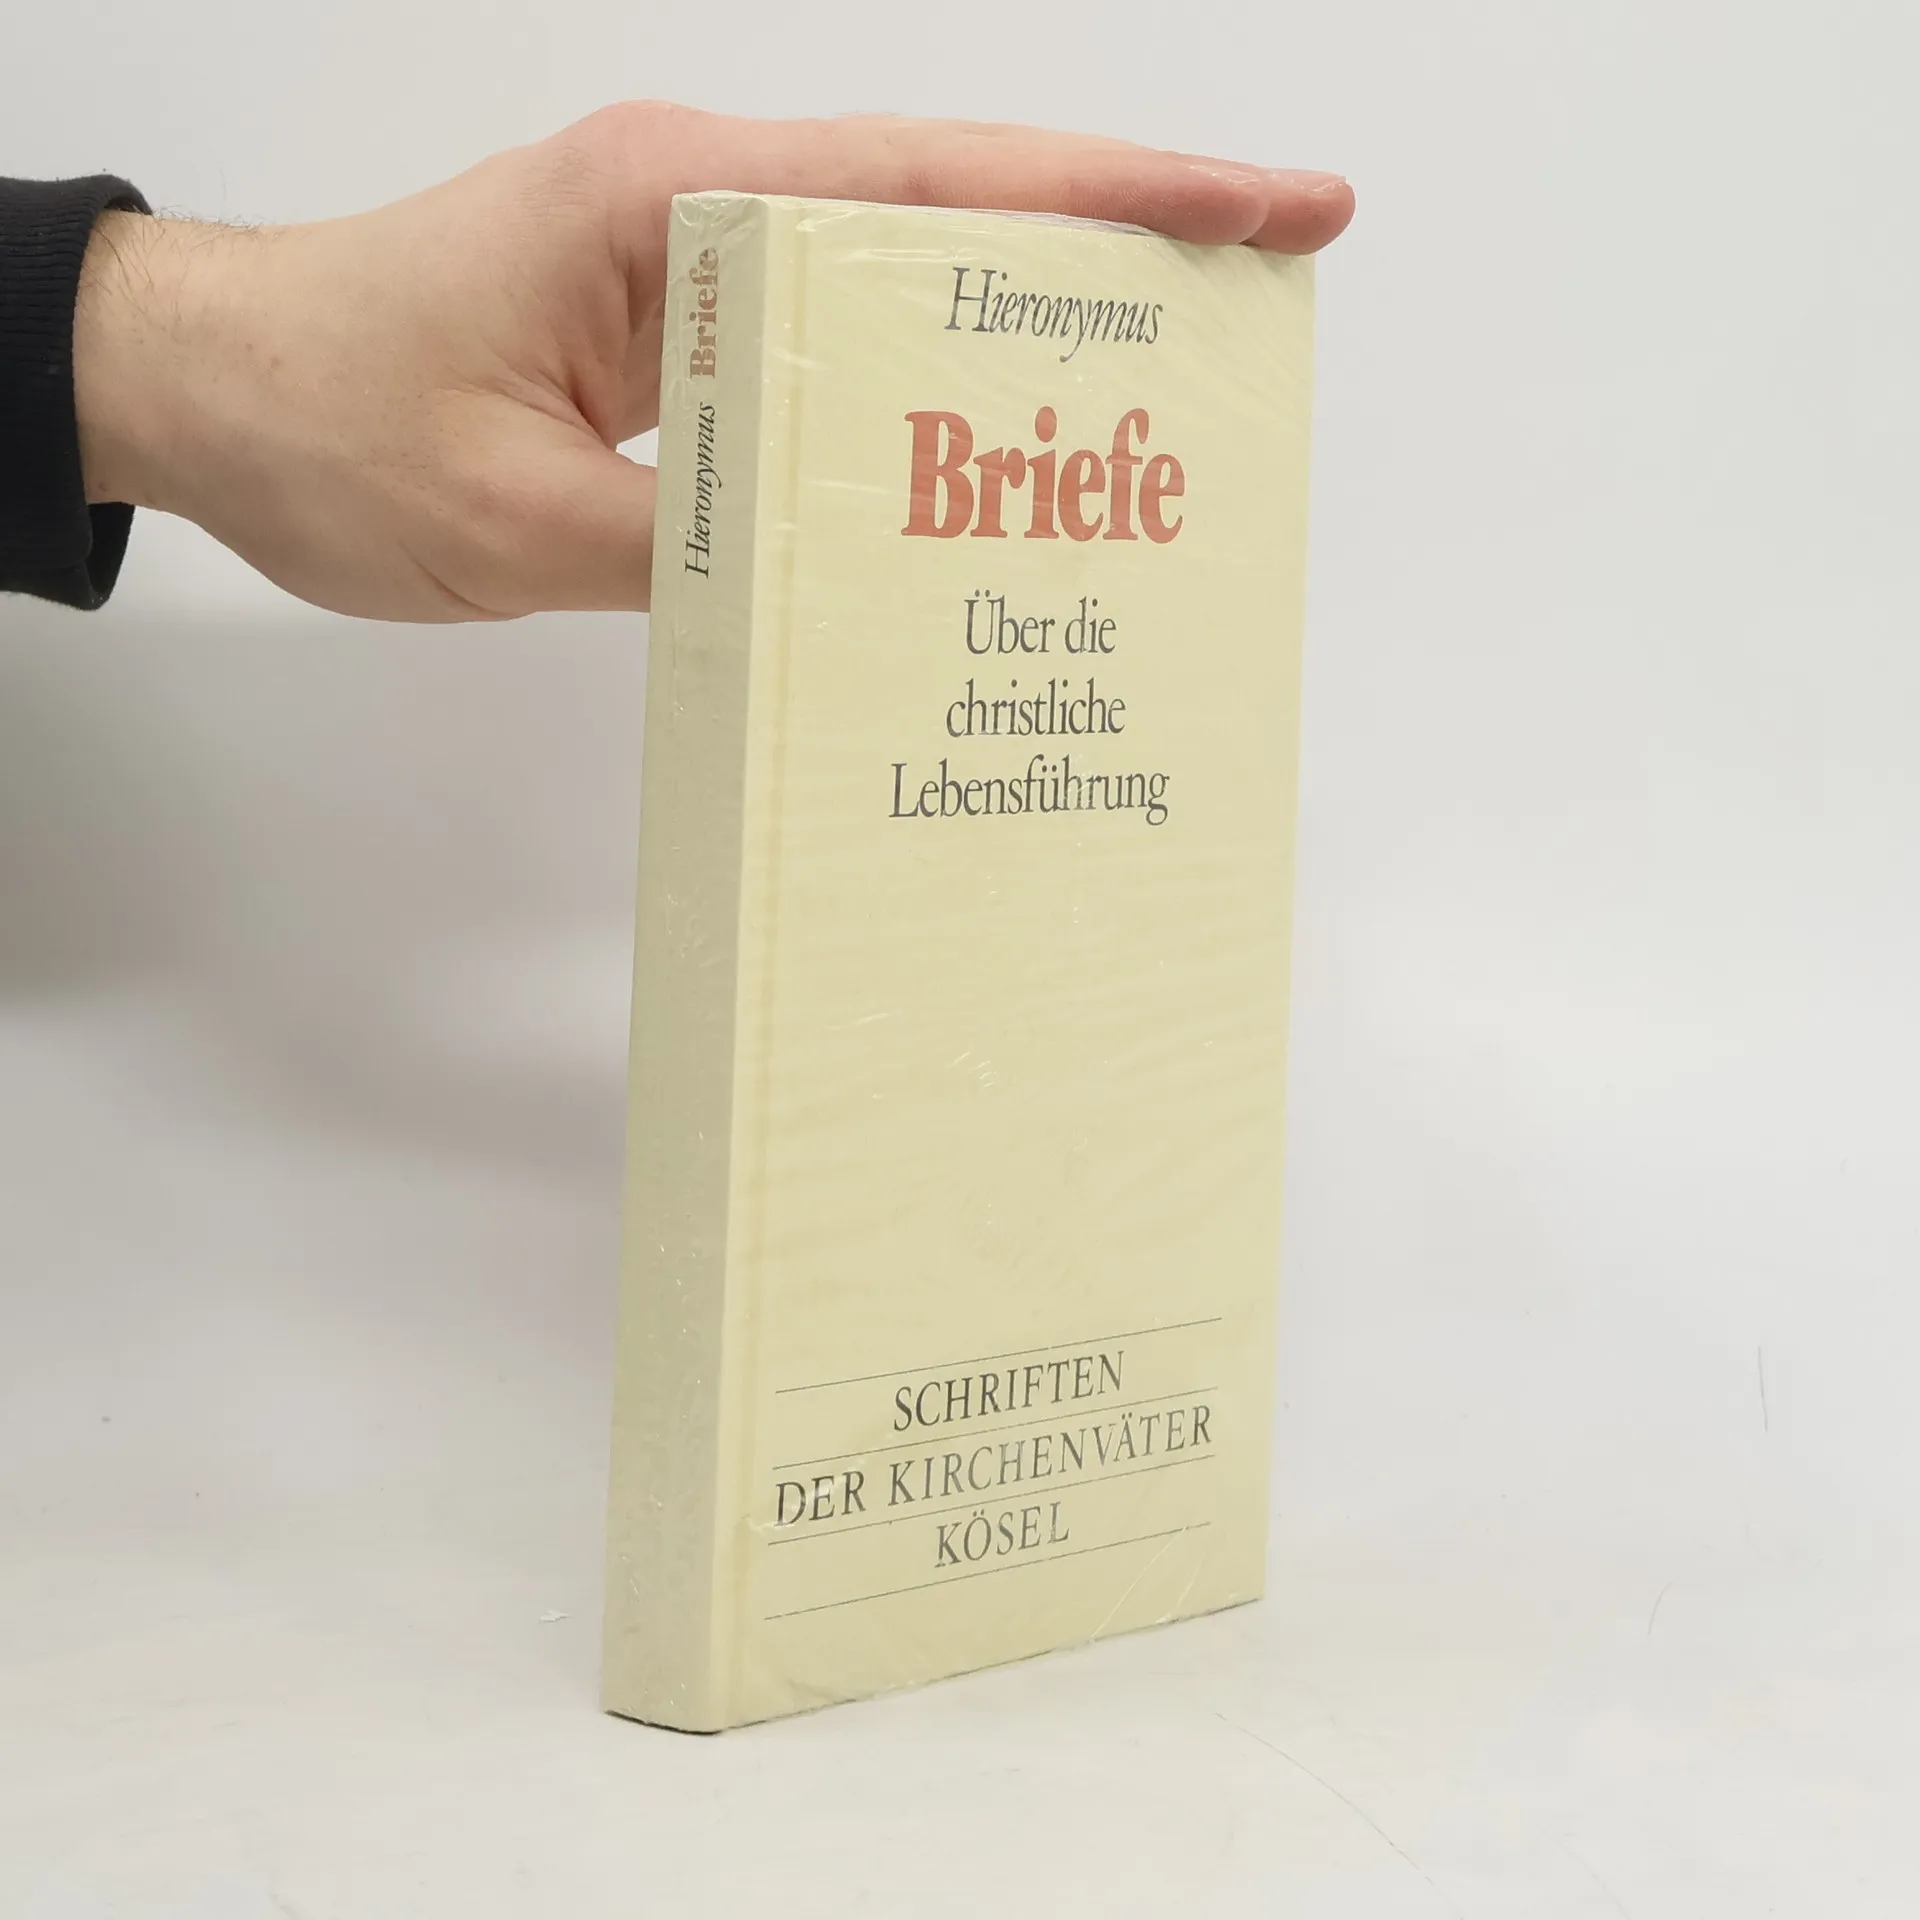 Hieronymus Briefe
Hieronymus
Briefe
Über die
christliche
Lebensführung
SCHRIFTEN
DER KIRCHENVÄTER
KÖSEL